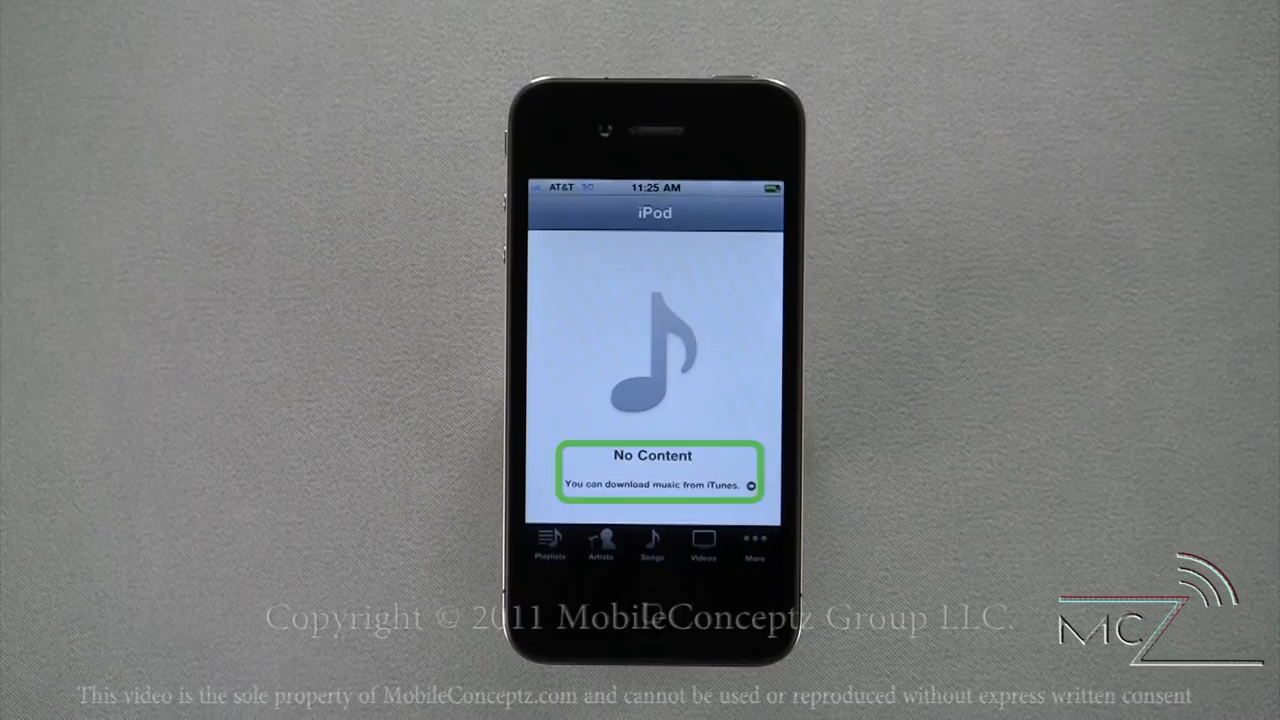 AT&T 3G 11:25 AM
iPod
No Content
You can download music from iTunes.
Playlists Artists Songs Videos More
Copyright © 2011 MobileConceptz Group LLC.
MCZ
This video is the sole property of MobileConceptz.com and cannot be used or reproduced without express written consent